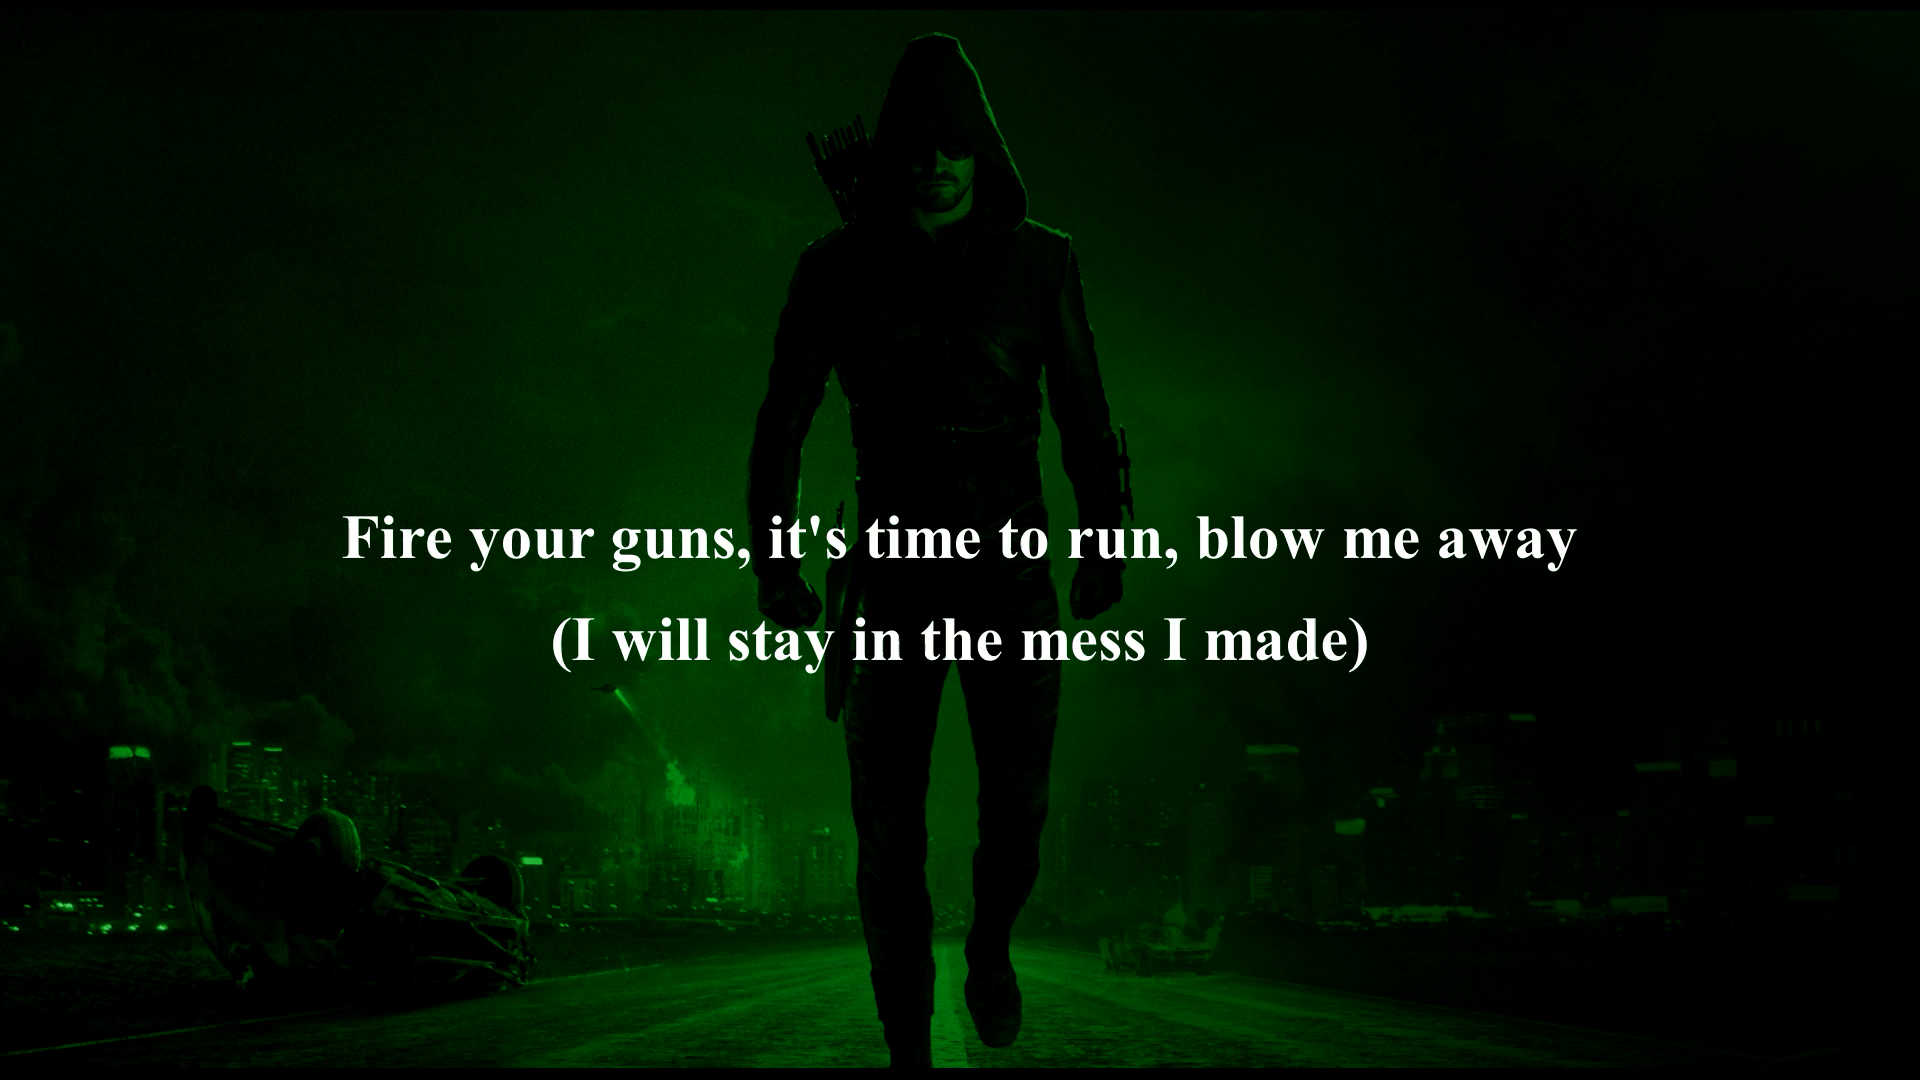 Fire your guns, it's time to run, blow me away
(I will stay in the mess I made)